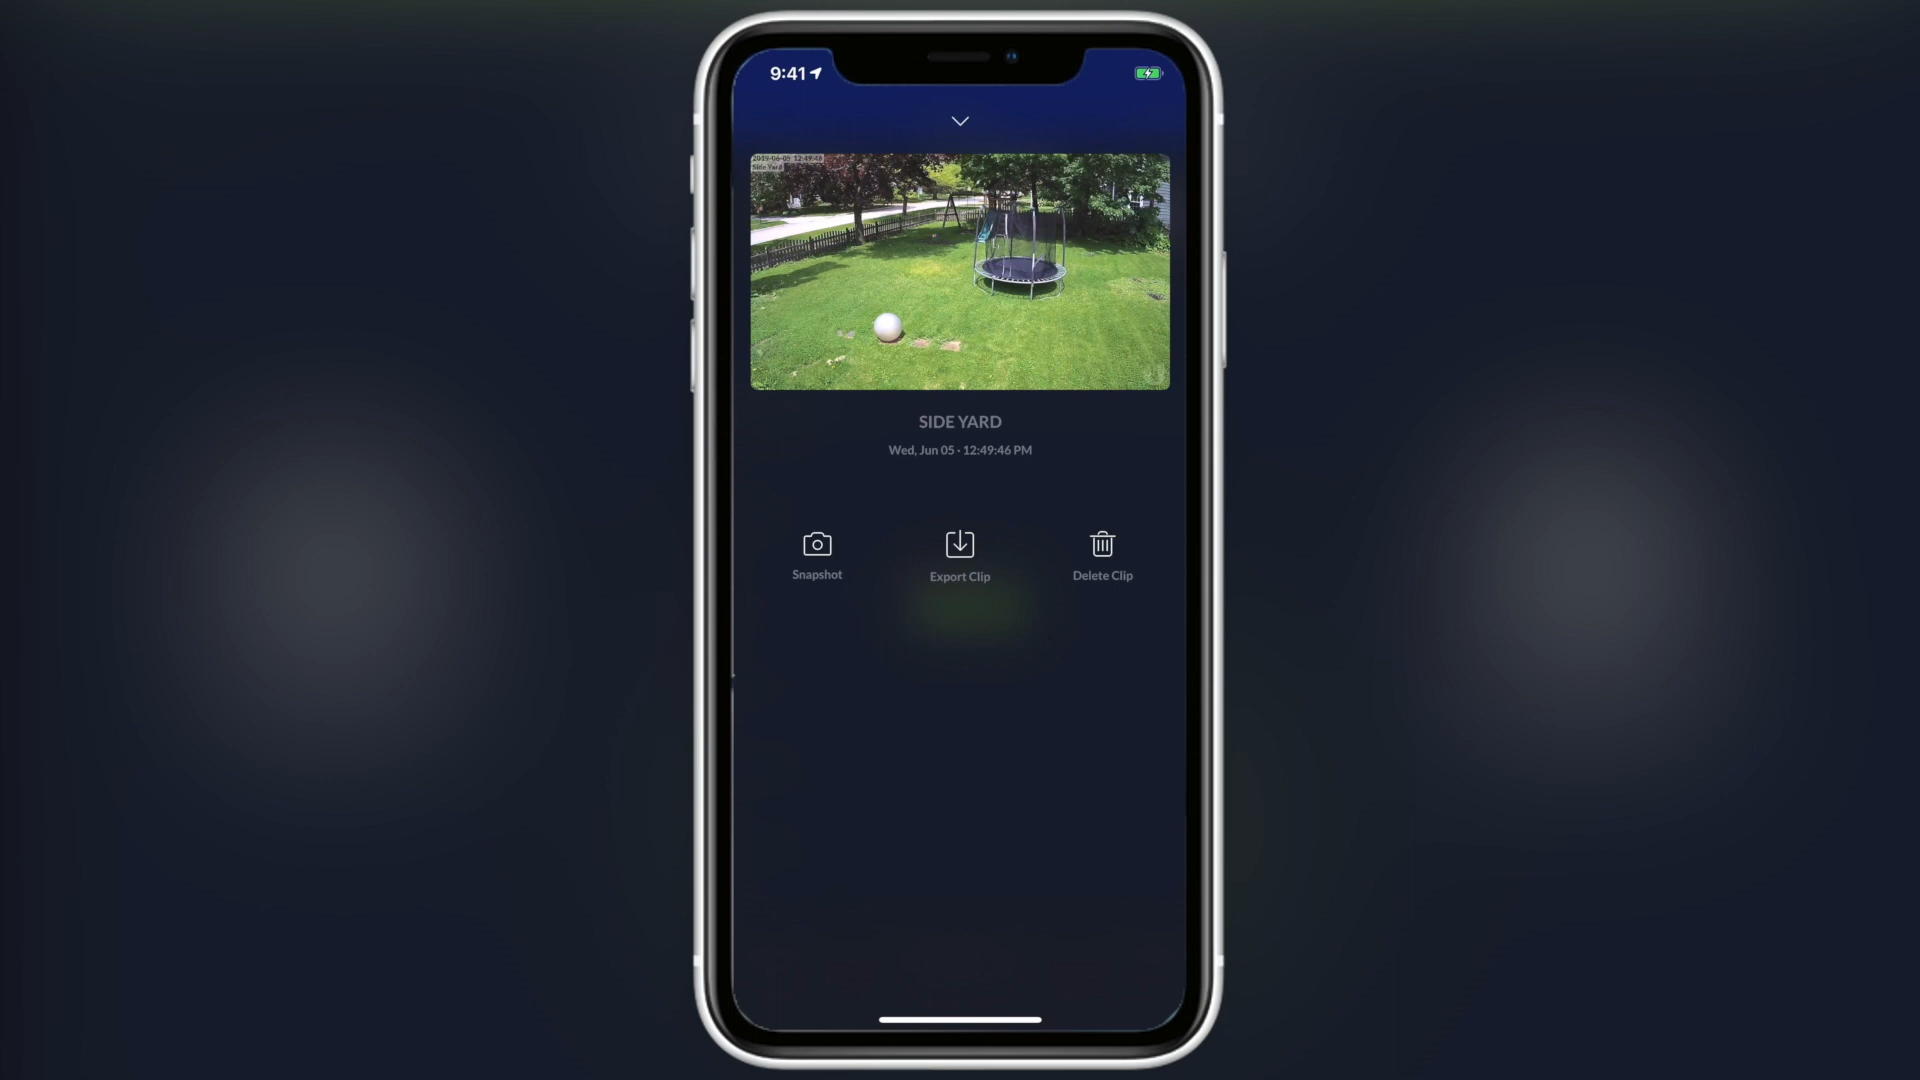 9:41
2019-06-05 12:49:46
Side Yard
SIDE YARD
Wed, Jun 05 · 12:49:46 PM
Snapshot
Export Clip
Delete Clip